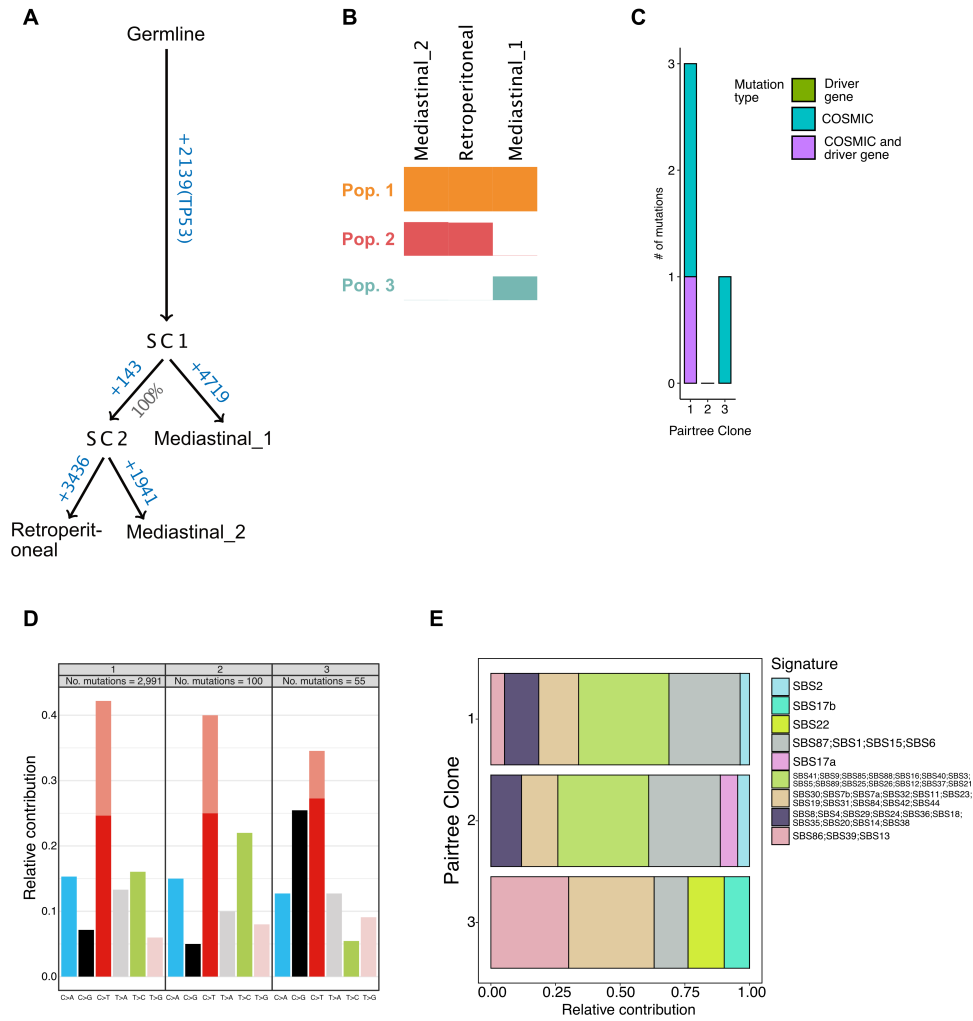 A
Germline
+2139(TP53)
SC1
+143
100%
+4719
SC2
Mediastinal_1
+3436
+1941
Retroperit-
oneal
Mediastinal_2
B
Mediastinal_2
Retroperitoneal
Mediastinal_1
Pop. 1
Pop. 2
Pop. 3
C
# of mutations
3
2
1
0
1 2 3
Pairtree Clone
Mutation
type
Driver
gene
COSMIC
COSMIC and
driver gene
D
1 2 3
No. mutations = 2,991 No. mutations = 100 No. mutations = 55
Relative contribution
0.4
0.3
0.2
0.1
0.0
C>A C>G C>T T>A T>C T>G C>A C>G C>T T>A T>C T>G C>A C>G C>T T>A T>C T>G
E
Pairtree Clone
1
2
3
0.00 0.25 0.50 0.75 1.00
Relative contribution
Signature
SBS2
SBS17b
SBS22
SBS87;SBS1;SBS15;SBS6
SBS17a
SBS41;SBS9;SBS85;SBS88;SBS16;SBS40;SBS3;
SBS5;SBS89;SBS25;SBS26;SBS12;SBS37;SBS21
SBS30;SBS7b;SBS7a;SBS32;SBS11;SBS23;
SBS19;SBS31;SBS84;SBS42;SBS44
SBS8;SBS4;SBS29;SBS24;SBS36;SBS18;
SBS35;SBS20;SBS14;SBS38
SBS86;SBS39;SBS13